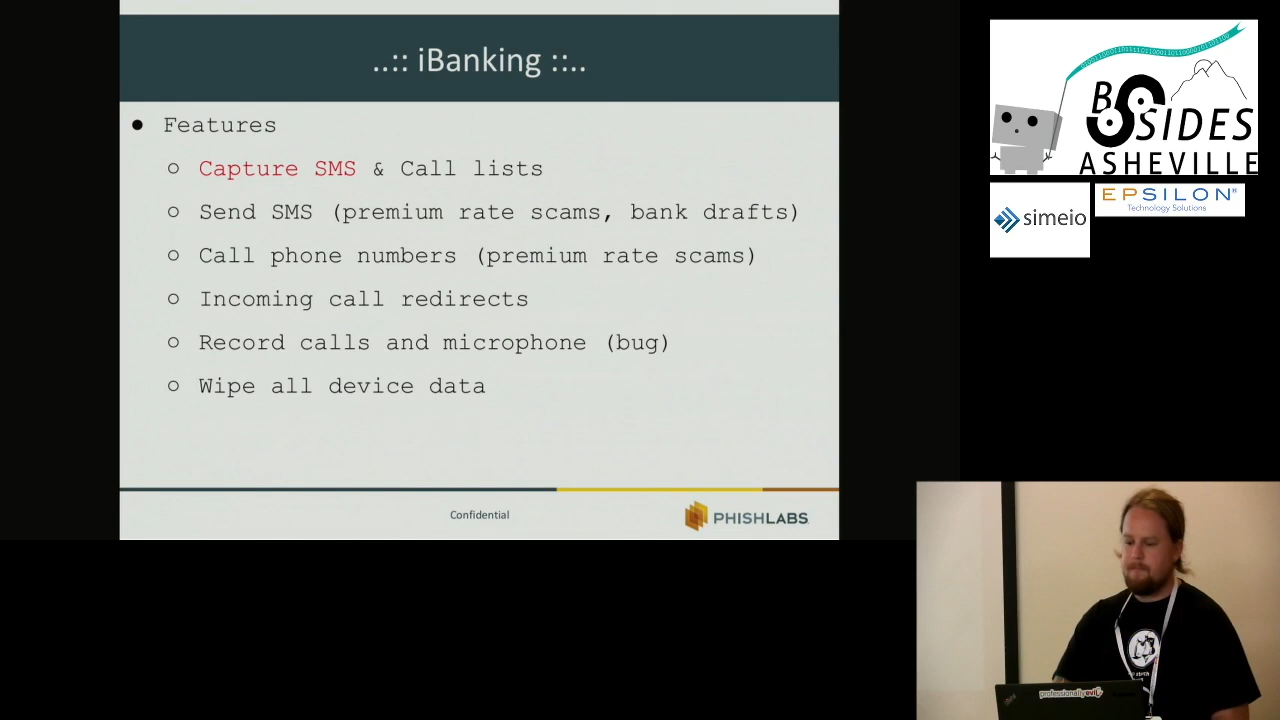 ..:: iBanking ::..
● Features
○ Capture SMS & Call lists
○ Send SMS (premium rate scams, bank drafts)
○ Call phone numbers (premium rate scams)
○ Incoming call redirects
○ Record calls and microphone (bug)
○ Wipe all device data
Confidential
PHISHLABS
BSIDES
ASHEVILLE
simeio
EPSILON®
Technology Solutions
professionallyevil